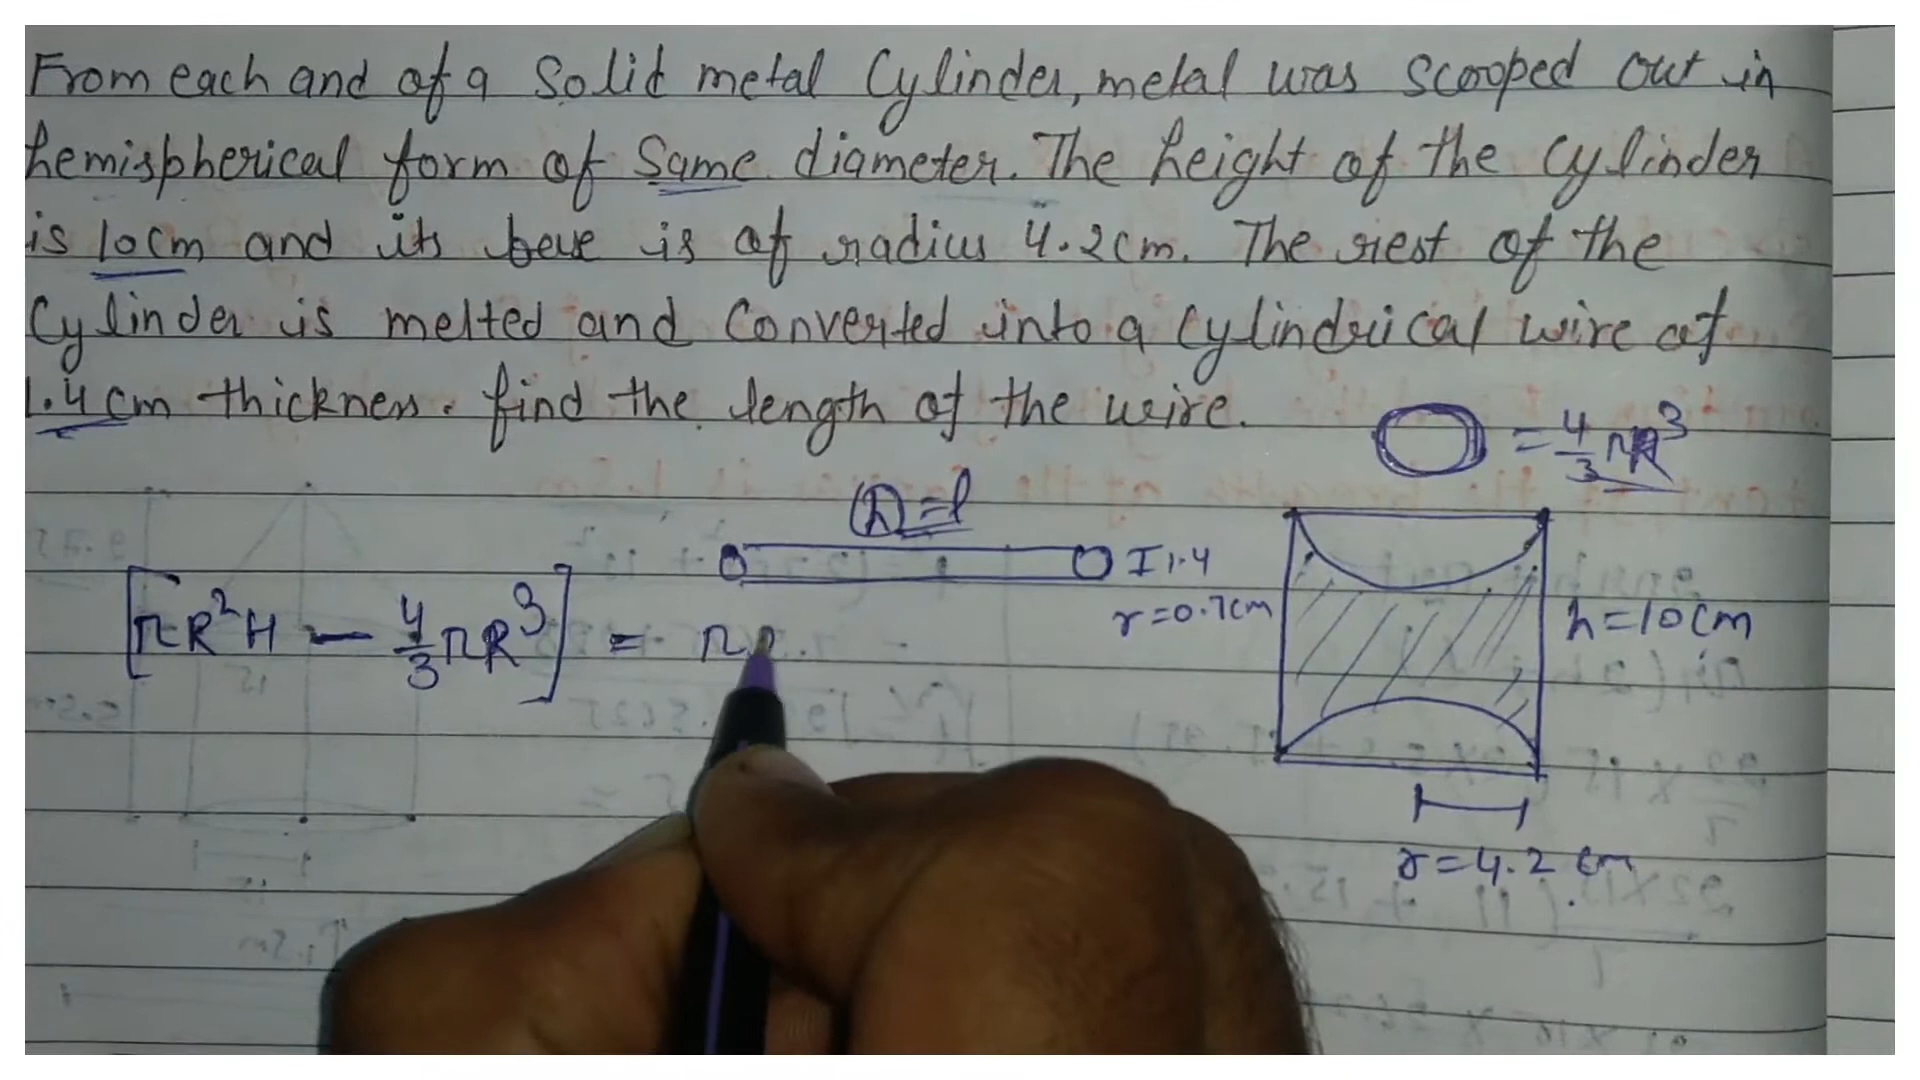 From each and of a Solid metal Cylinder, metal was Scooped out in
hemispherical form of Same diameter. The height of the Cylinder
is 10cm and its base is of radius 4.2cm. The rest of the
Cylinder is melted and Converted into a Cylindrical wire of
1.4cm thickness. find the length of the wire.
= 4/3 πR³
(h)=l
I 1.4
r=0.7cm
h=10cm
[πR²H - 4/3 πR³] = π
r=4.2 cm